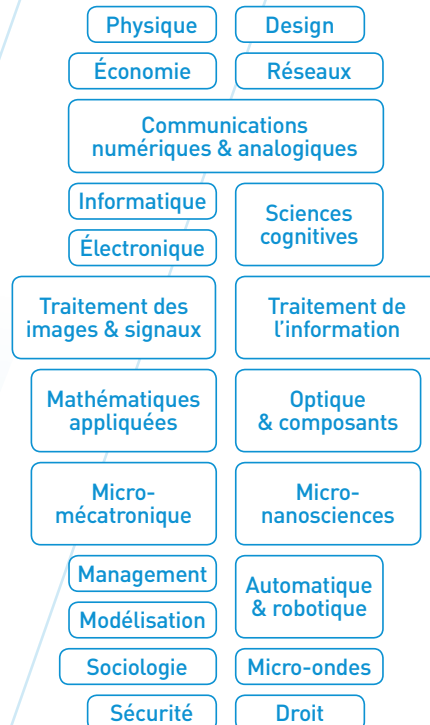 Physique
Design
Économie
Réseaux
Communications
numériques & analogiques
Informatique
Électronique
Sciences
cognitives
Traitement des
images & signaux
Traitement de
l'information
Mathématiques
appliquées
Optique
& composants
Micro-
mécatronique
Micro-
nanosciences
Management
Modélisation
Automatique
& robotique
Sociologie
Micro-ondes
Sécurité
Droit